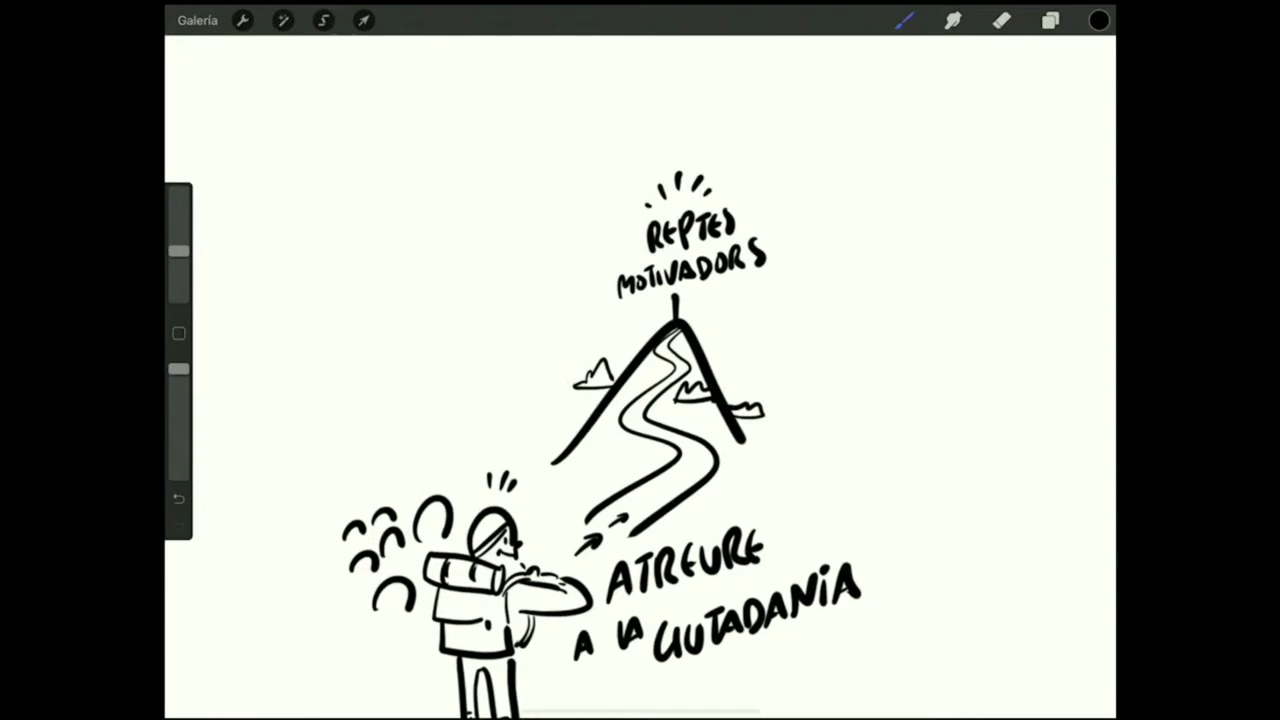 Galería
REPTES
MOTIVADORS
ATREURE
A LA CIUTADANIA